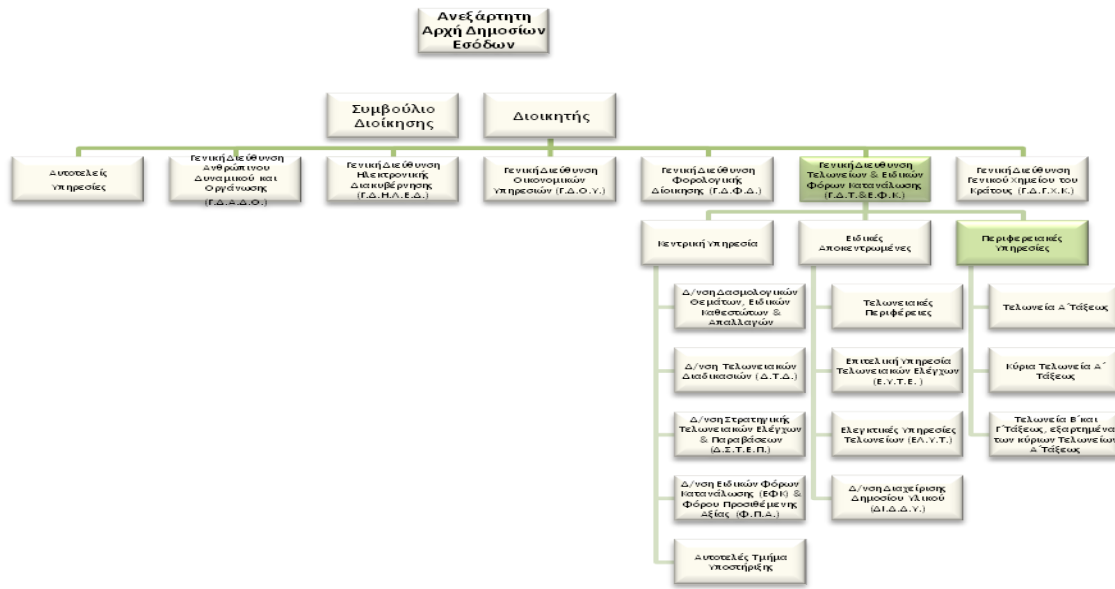 Ανεξάρτητη
Αρχή Δημοσίων
Εσόδων
Συμβούλιο
Διοίκησης
Διοικητής
Αυτοτελείς
Υπηρεσίες
Γενική Διεύθυνση
Ανθρώπινου
Δυναμικού και
Οργάνωσης
(Γ.Δ.Α.Δ.Ο.)
Γενική Διεύθυνση
Ηλεκτρονικής
Διακυβέρνησης
(Γ.Δ.Η.Λ.Ε.Δ.)
Γενική Διεύθυνση
Οικονομικών
Υπηρεσιών (Γ.Δ.Ο.Υ.)
Γενική Διεύθυνση
Φορολογικής
Δίοικησης (Γ.Δ.Φ.Δ.)
Γενική Διευθυνση
Τελωνείων & Ειδικών
Φόρων Κατανάλωσης
(Γ.Δ.Τ.&Ε.Φ.Κ.)
Γενική Διεύθυνση
Γενικού Χημείου του
Κράτους (Γ.Δ.Γ.Χ.Κ.)
Κεντρική Υπηρεσία
Ειδικές
Αποκεντρωμένες
Περιφερειακές
Υπηρεσίες
Δ/νση Δασμολογικών
Θεμάτων, Ειδικών
Καθεστώτων &
Απαλλαγών
Δ/νση Τελωνειακών
Διαδικασιών (Δ.Τ.Δ.)
Δ/νση Στρατηγικής
Τελωνειακών Ελέγχων
& Παραβάσεων
(Δ.Σ.Τ.Ε.Π.)
Δ/νση Ειδικών Φόρων
Κατανάλωσης (ΕΦΚ) &
Φόρου Προσιθέμενης
Αξίας (Φ.Π.Α.)
Αυτοτελές Τμήμα
Υποστήριξης
Τελωνειακές
Περιφέρειες
Επιτελική Υπηρεσία
Τελωνειακών Ελέγχων
(Ε.Υ.Τ.Ε. )
Ελεγκτικές Υπηρεσίες
Τελωνείων (ΕΛ.Υ.Τ.)
Δ/νση Διαχείρισης
Δημοσίου Υλικού
(ΔΙ.Δ.Δ.Υ.)
Τελωνεία Α΄Τάξεως
Κύρια Τελωνεία Α΄
Τάξεως
Τελωνεία Β΄και
Γ΄Τάξεως, εξαρτημένα
των κύριων Τελωνείων
Α΄Τάξεως